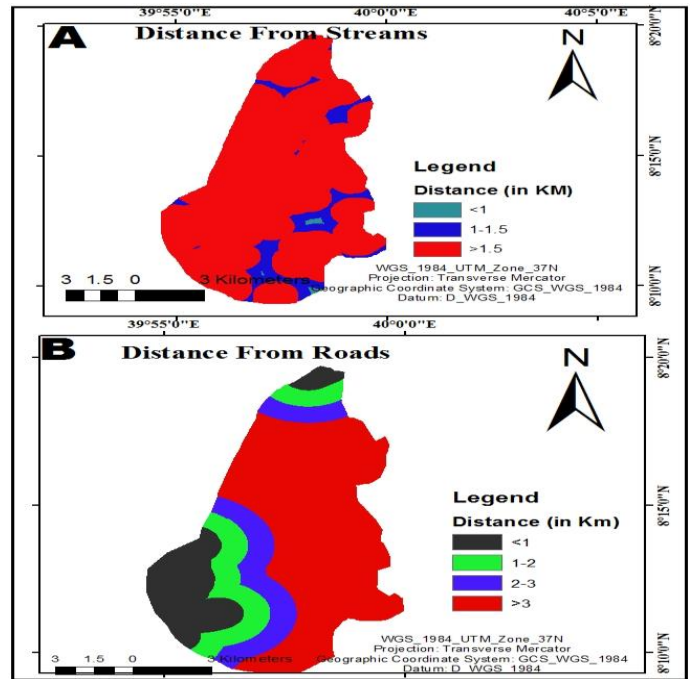 39°55'0"E 40°0'0"E 40°5'0"E
A Distance From Streams
N
8°20'0"N
8°15'0"N
8°10'0"N
Legend
Distance (in KM)
<1
1-1.5
>1.5
WGS_1984_UTM_Zone_37N
Projection: Transverse Mercator
Geographic Coordinate System: GCS_WGS_1984
Datum: D_WGS_1984
3 1.5 0 3 Kilometers
39°55'0"E 40°0'0"E
B Distance From Roads
N
8°20'0"N
8°15'0"N
8°10'0"N
Legend
Distance (in Km)
<1
1-2
2-3
>3
WGS_1984_UTM_Zone_37N
Projection: Transverse Mercator
Geographic Coordinate System: GCS_WGS_1984
Datum: D_WGS_1984
3 1.5 0 3 Kilometers